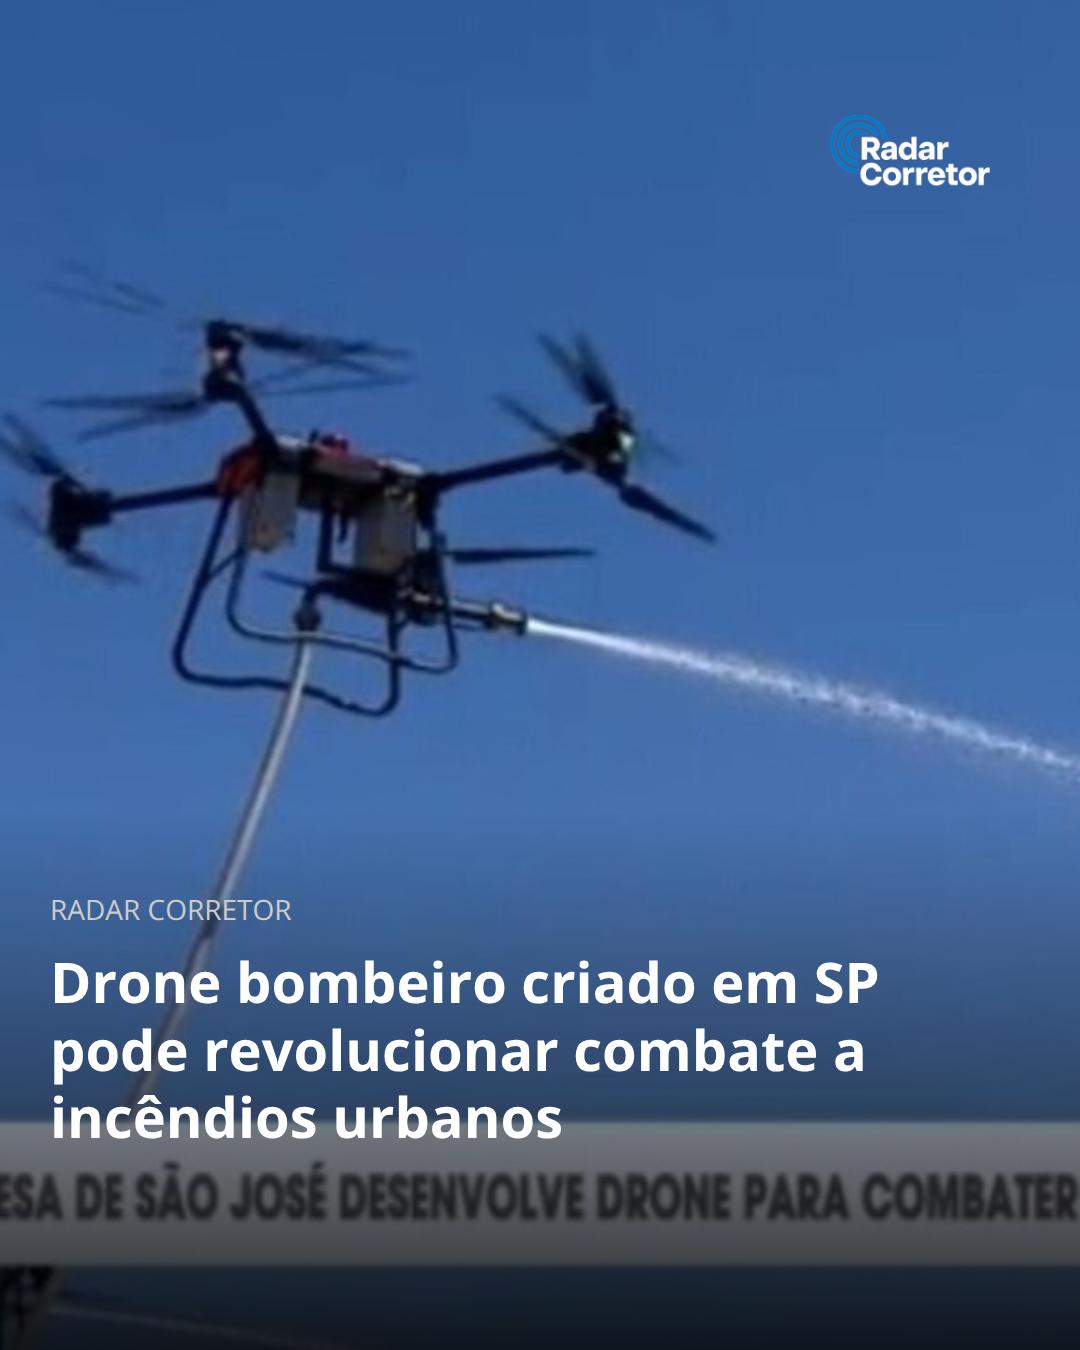 Radar
Corretor
RADAR CORRETOR
Drone bombeiro criado em SP
pode revolucionar combate a
incêndios urbanos
ESA DE SÃO JOSÉ DESENVOLVE DRONE PARA COMBATER